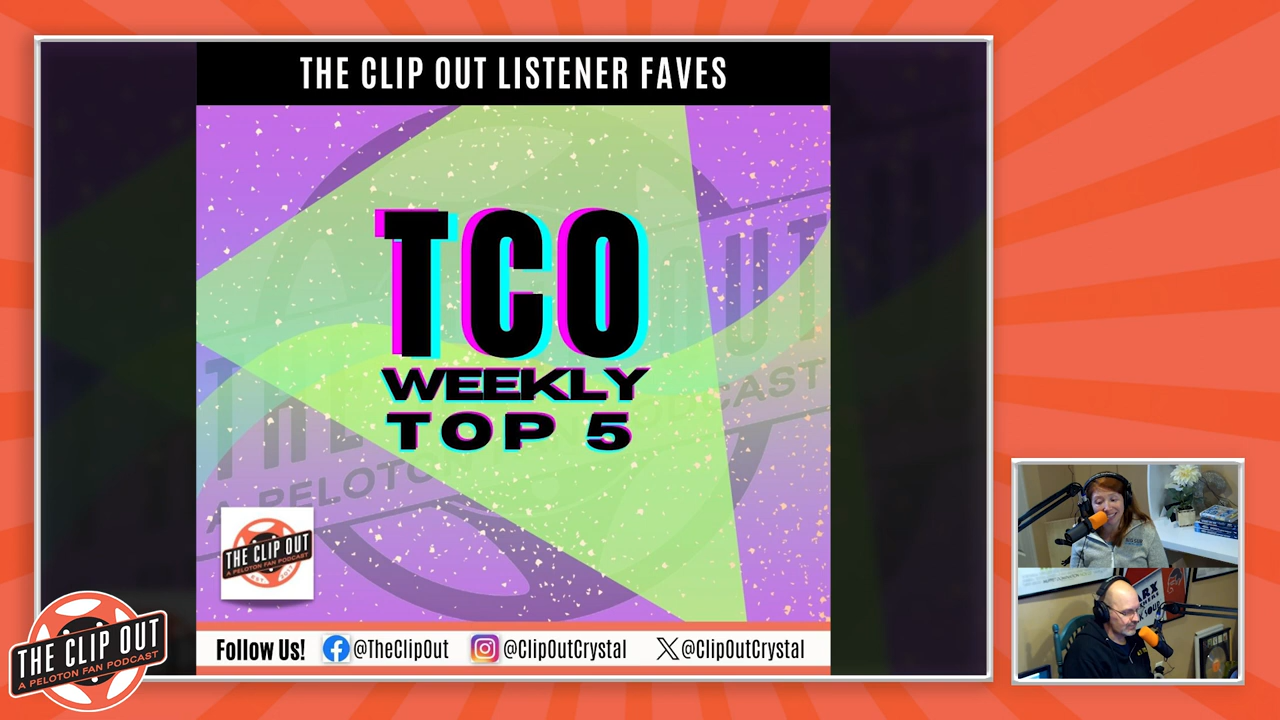 THE CLIP OUT LISTENER FAVES
TCO
WEEKLY
TOP 5
THE CLIP OUT
A PELOTON FAN PODCAST
Follow Us!
@TheClipOut
@ClipOutCrystal
@ClipOutCrystal
THE CLIP OUT
A PELOTON FAN PODCAST